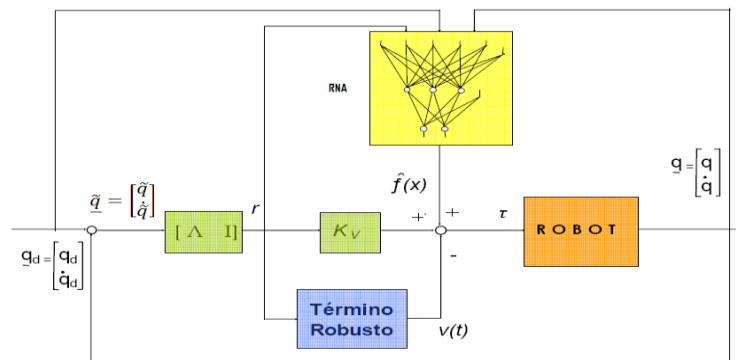 RNA
f̂(x)
q = [q
q̇]
q̃ = [q̃
q̃̇]
r
+
+
τ
[ Λ I]
K_V
R O B O T
q_d = [q_d
q̇_d]
-
Término
Robusto
v(t)